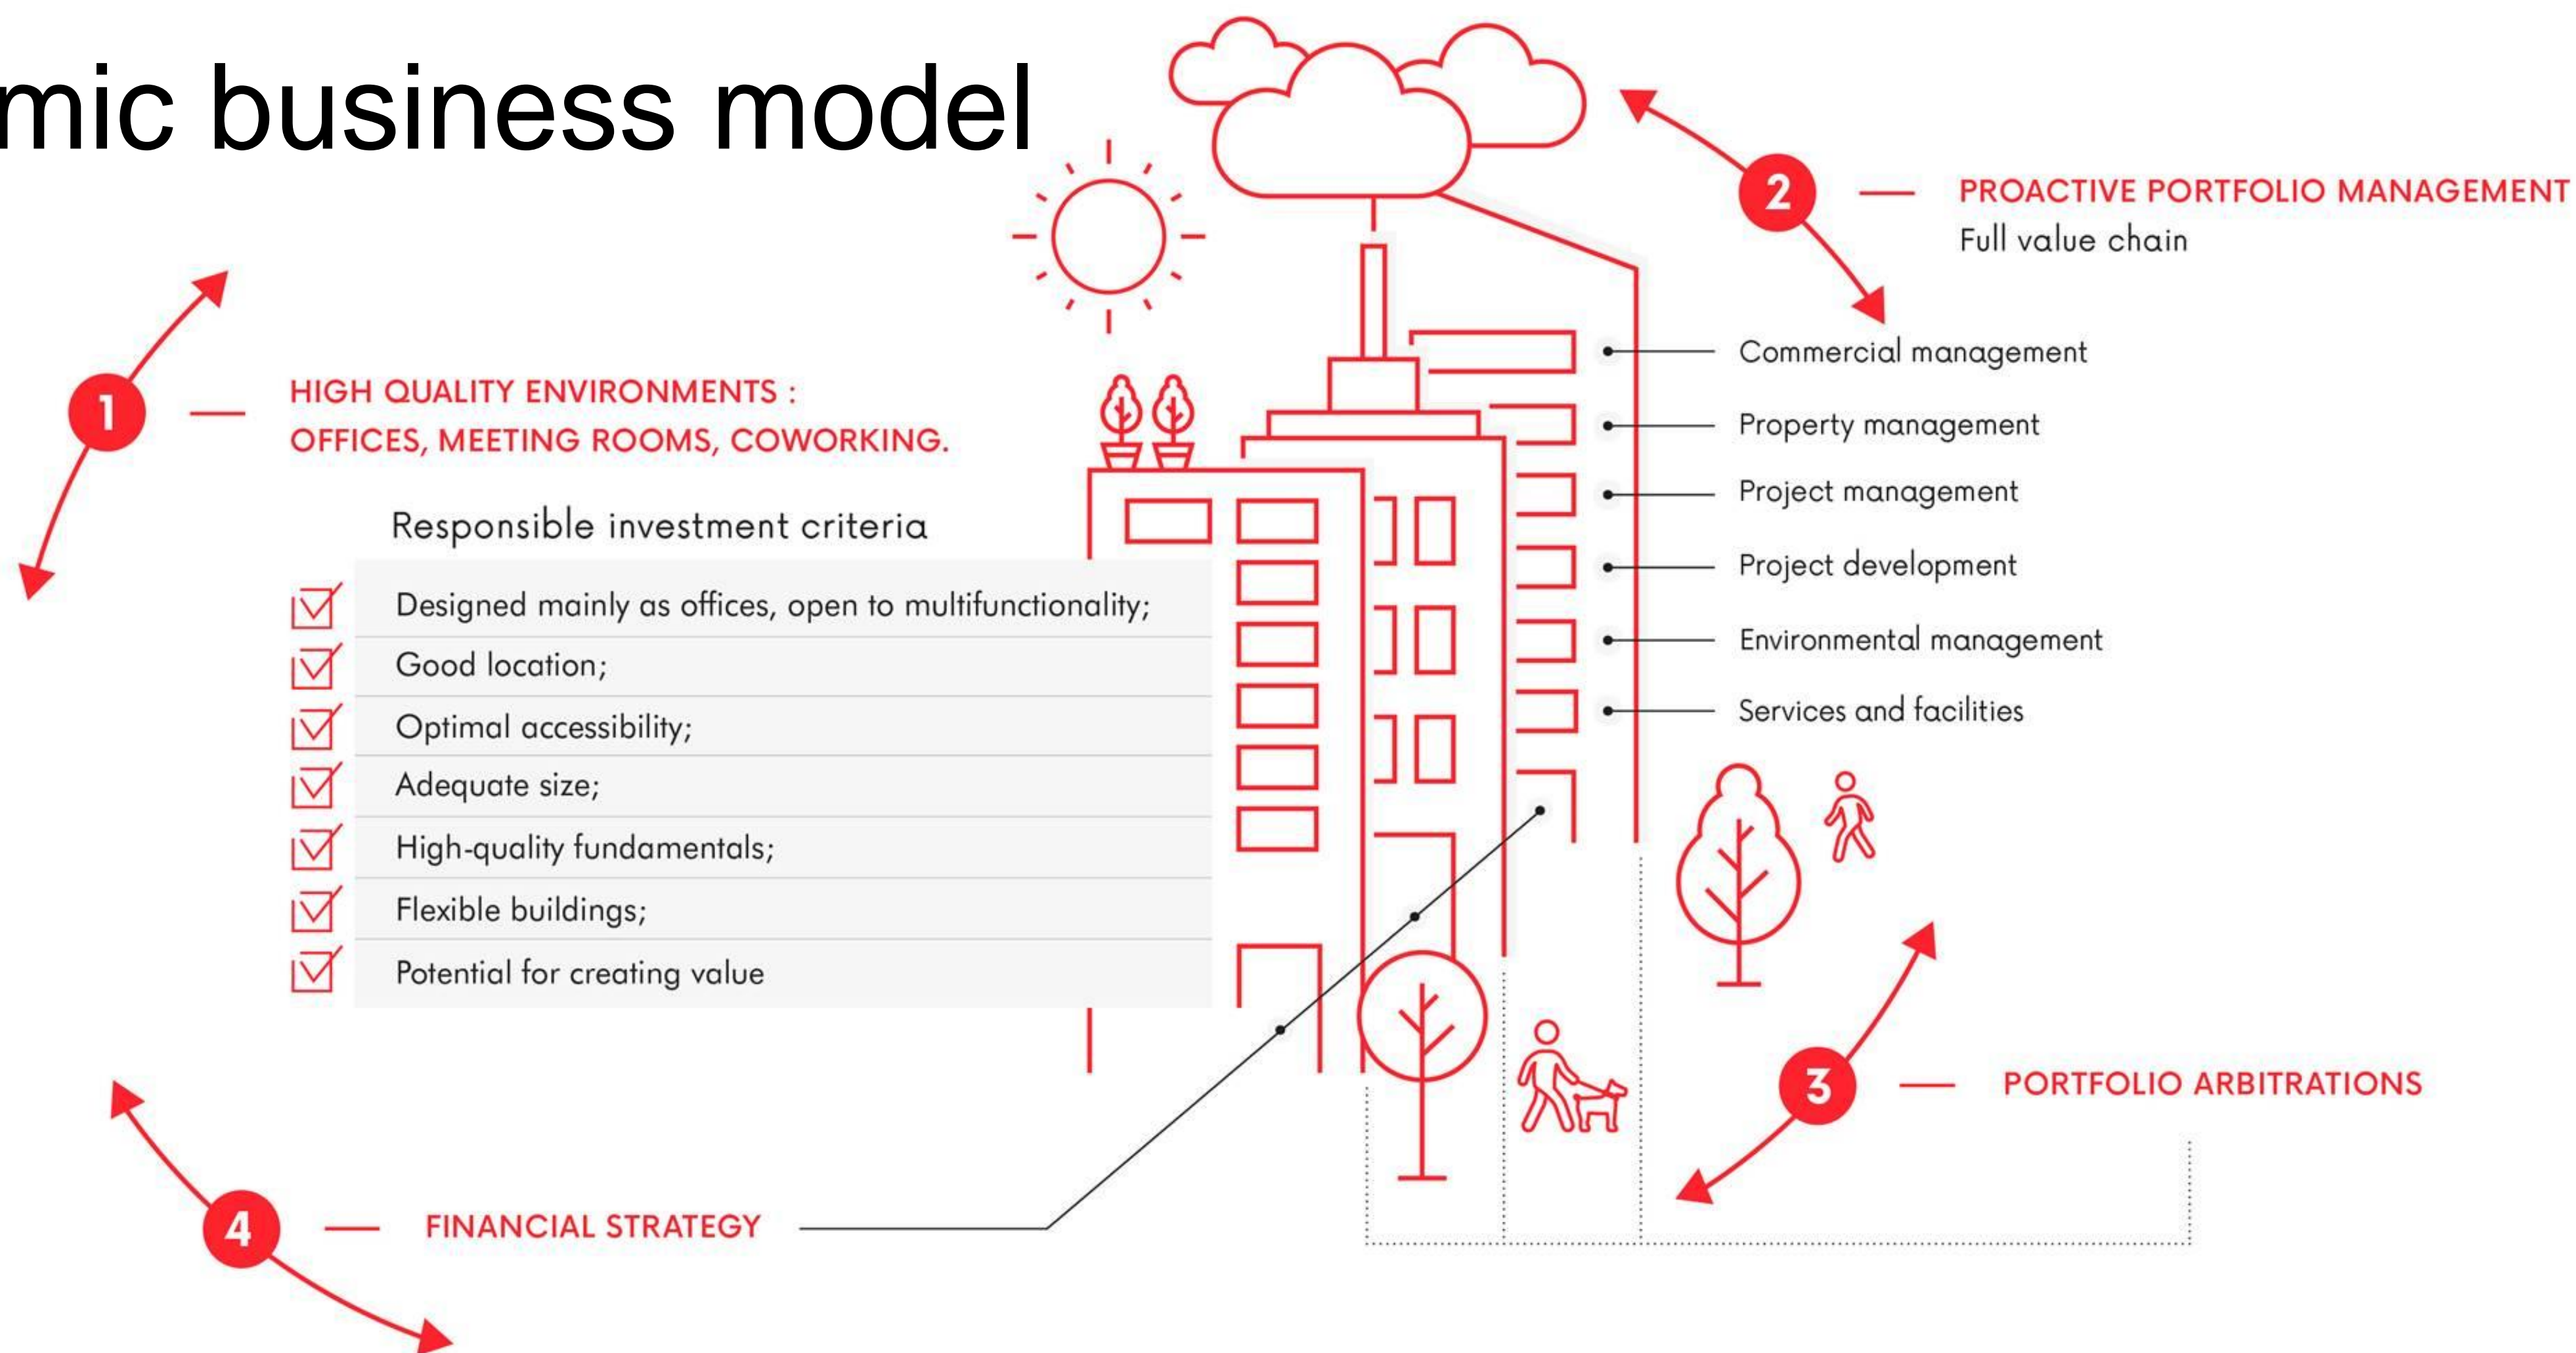 mic business model
1
HIGH QUALITY ENVIRONMENTS :
OFFICES, MEETING ROOMS, COWORKING.
Responsible investment criteria
Designed mainly as offices, open to multifunctionality;
Good location;
Optimal accessibility;
Adequate size;
High-quality fundamentals;
Flexible buildings;
Potential for creating value
2
PROACTIVE PORTFOLIO MANAGEMENT
Full value chain
Commercial management
Property management
Project management
Project development
Environmental management
Services and facilities
3
PORTFOLIO ARBITRATIONS
4
FINANCIAL STRATEGY